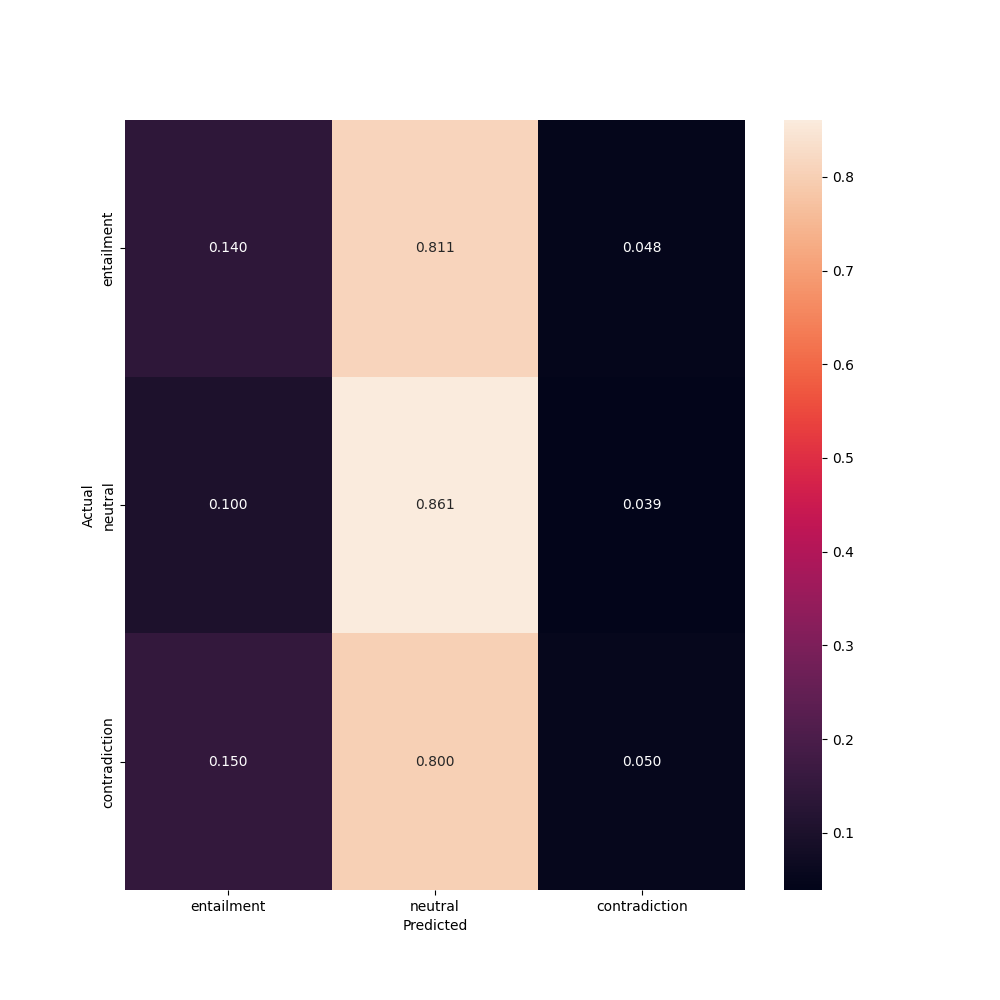 entailment
0.140 0.811 0.048
Actual
neutral
0.100 0.861 0.039
contradiction
0.150 0.800 0.050
entailment neutral contradiction
Predicted
0.8
0.7
0.6
0.5
0.4
0.3
0.2
0.1